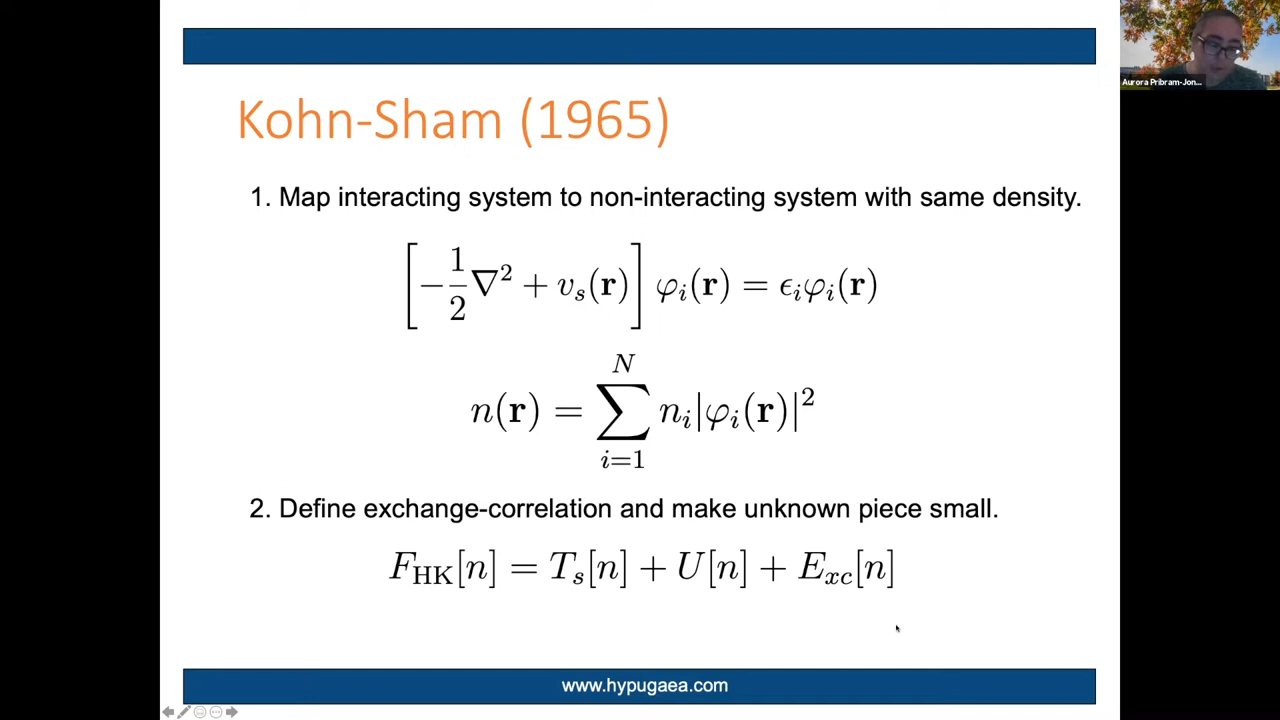 Aurora Pribram-Jon...
Kohn-Sham (1965)
1. Map interacting system to non-interacting system with same density.
[−1/2 ∇² + v_s(r)] φ_i(r) = ϵ_i φ_i(r)
n(r) = ∑_{i=1}^{N} n_i|φ_i(r)|²
2. Define exchange-correlation and make unknown piece small.
F_HK[n] = T_s[n] + U[n] + E_xc[n]
www.hypugaea.com